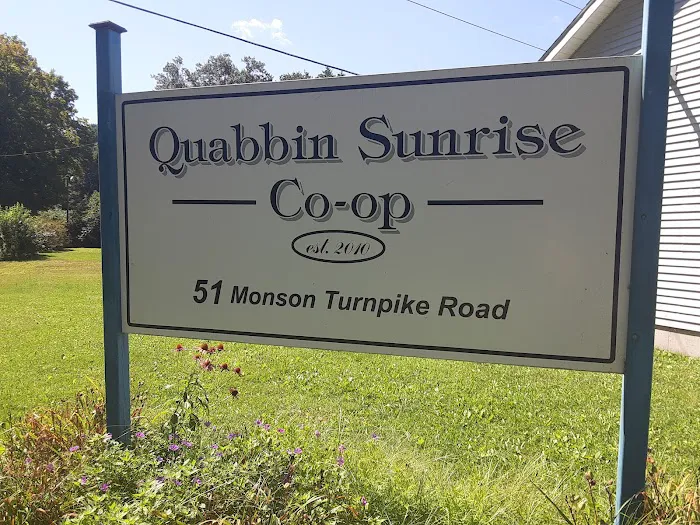 Quabbin Sunrise
Co-op
est. 2010
51 Monson Turnpike Road